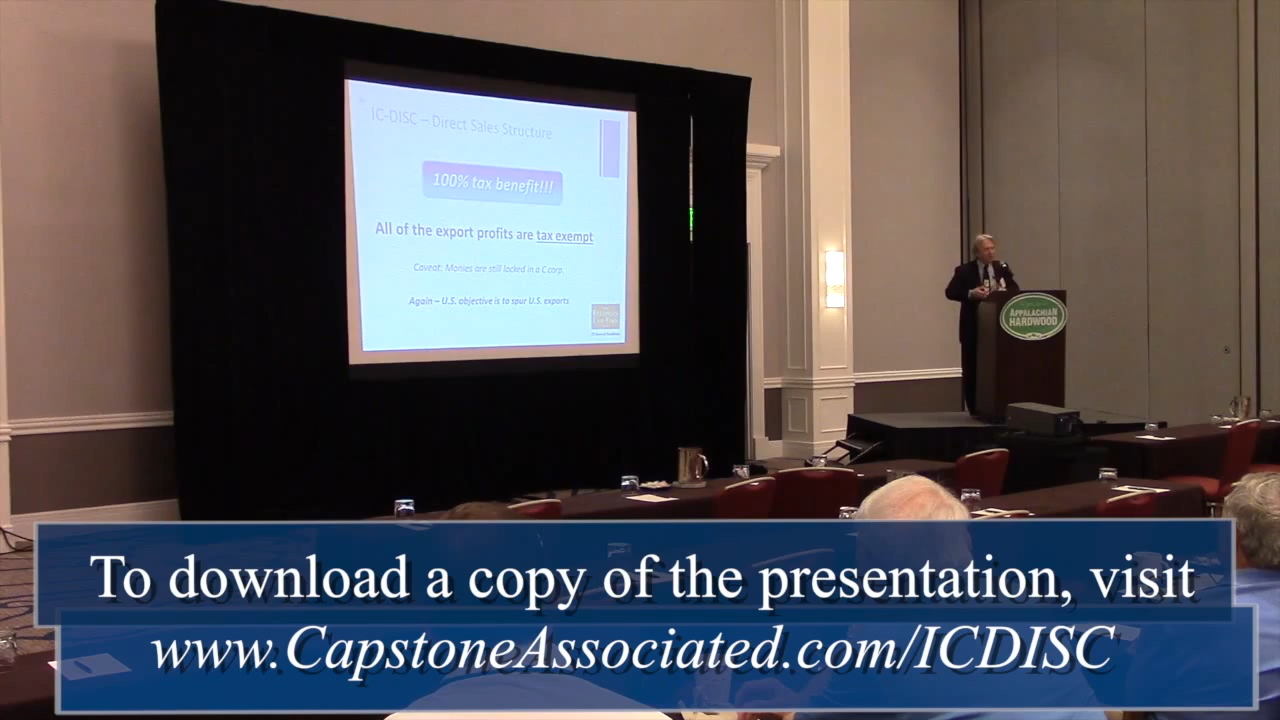 IC-DISC – Direct Sales Structure
100% tax benefit!!!
All of the export profits are tax exempt
Caveat: Monies are still locked in a C corp.
Again – U.S. objective is to spur U.S. exports
APPALACHIAN
HARDWOOD
To download a copy of the presentation, visit
www.CapstoneAssociated.com/ICDISC